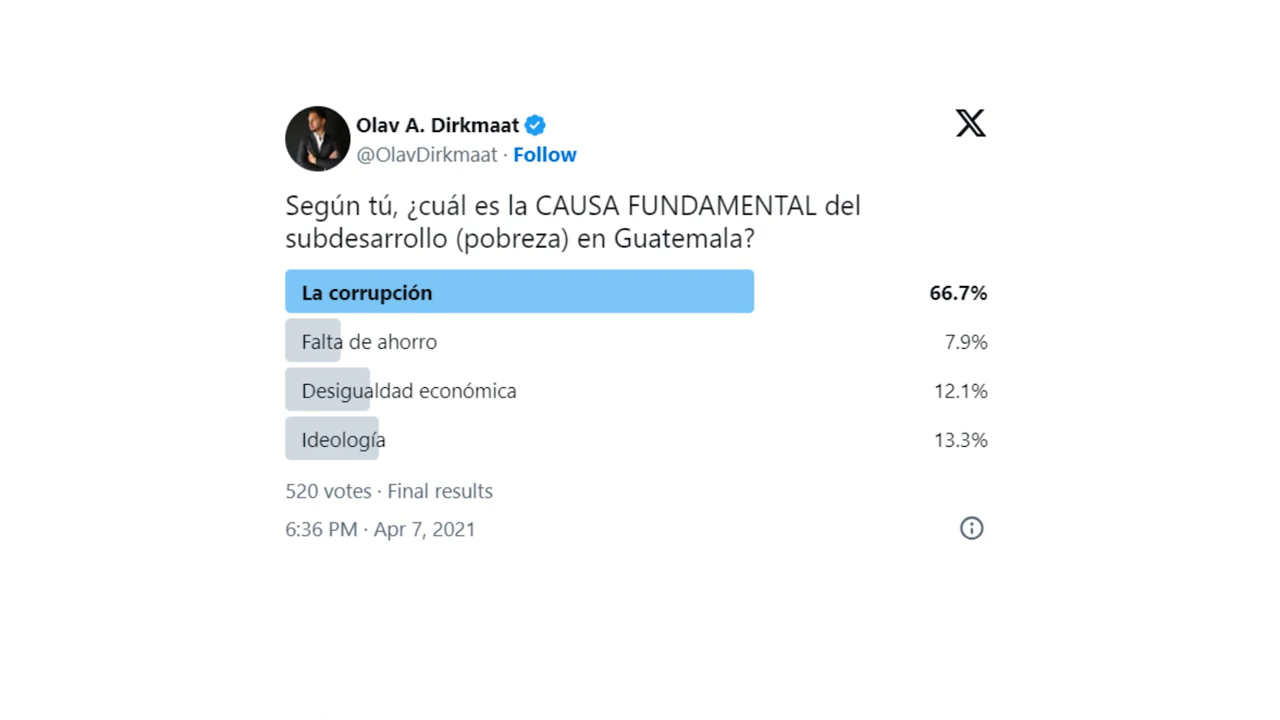 Olav A. Dirkmaat
@OlavDirkmaat · Follow
Según tú, ¿cuál es la CAUSA FUNDAMENTAL del
subdesarrollo (pobreza) en Guatemala?
La corrupción 66.7%
Falta de ahorro 7.9%
Desigualdad económica 12.1%
Ideología 13.3%
520 votes · Final results
6:36 PM · Apr 7, 2021